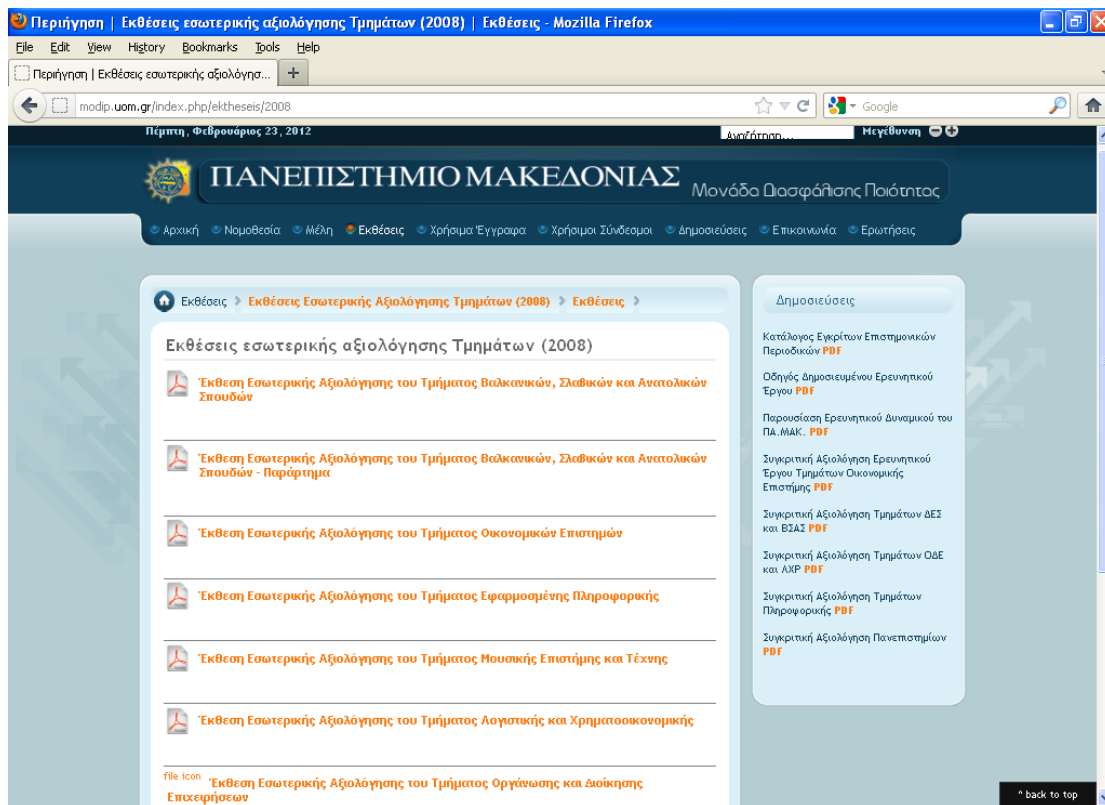 Περιήγηση | Εκθέσεις εσωτερικής αξιολόγησης Τμημάτων (2008) | Εκθέσεις - Mozilla Firefox
File Edit View History Bookmarks Tools Help
Περιήγηση | Εκθέσεις εσωτερικής αξιολόγησ... +
modip.uom.gr/index.php/ektheseis/2008
Google
Πέμπτη, Φεβρουάριος 23, 2012
Αναζήτηση...
Μεγέθυνση
ΠΑΝΕΠΙΣΤΗΜΙΟ ΜΑΚΕΔΟΝΙΑΣ Μονάδα Διασφάλισης Ποιότητας
Αρχική Νομοθεσία Μέλη Εκθέσεις Χρήσιμα Έγγραφα Χρήσιμοι Σύνδεσμοι Δημοσιεύσεις Επικοινωνία Ερωτήσεις
Εκθέσεις Εκθέσεις Εσωτερικής Αξιολόγησης Τμημάτων (2008) Εκθέσεις
Εκθέσεις εσωτερικής αξιολόγησης Τμημάτων (2008)
Έκθεση Εσωτερικής Αξιολόγησης του Τμήματος Βαλκανικών, Σλαβικών και Ανατολικών
Σπουδών
Έκθεση Εσωτερικής Αξιολόγησης του Τμήματος Βαλκανικών, Σλαβικών και Ανατολικών
Σπουδών - Παράρτημα
Έκθεση Εσωτερικής Αξιολόγησης του Τμήματος Οικονομικών Επιστημών
Έκθεση Εσωτερικής Αξιολόγησης του Τμήματος Εφαρμοσμένης Πληροφορικής
Έκθεση Εσωτερικής Αξιολόγησης του Τμήματος Μουσικής Επιστήμης και Τέχνης
Έκθεση Εσωτερικής Αξιολόγησης του Τμήματος Λογιστικής και Χρηματοοικονομικής
file icon Έκθεση Εσωτερικής Αξιολόγησης του Τμήματος Οργάνωσης και Διοίκησης
Επιχειρήσεων
Δημοσιεύσεις
Κατάλογος Εγκρίτων Επιστημονικών
Περιοδικών PDF
Οδηγός Δημοσιευμένου Ερευνητικού
Έργου PDF
Παρουσίαση Ερευνητικού Δυναμικού του
ΠΑ.ΜΑΚ. PDF
Συγκριτική Αξιολόγηση Ερευνητικού
Έργου Τμημάτων Οικονομικής
Επιστήμης PDF
Συγκριτική Αξιολόγηση Τμημάτων ΔΕΣ
και ΒΣΑΣ PDF
Συγκριτική Αξιολόγηση Τμημάτων ΟΔΕ
και ΛΧΡ PDF
Συγκριτική Αξιολόγηση Τμημάτων
Πληροφορικής PDF
Συγκριτική Αξιολόγηση Πανεπιστημίων
PDF
^ back to top